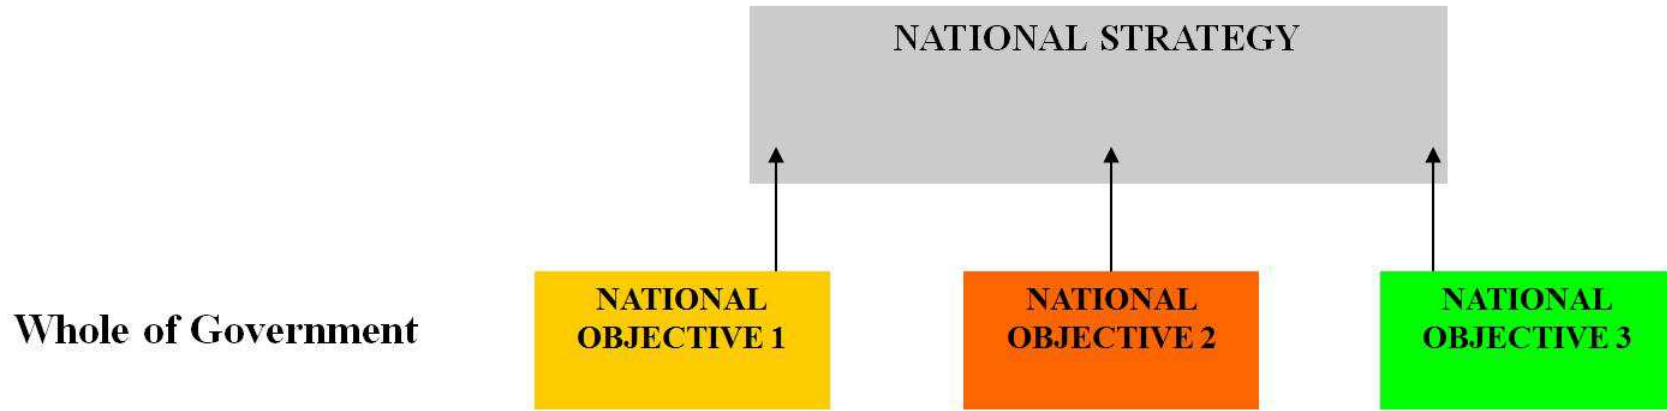 NATIONAL STRATEGY
Whole of Government
NATIONAL
OBJECTIVE 1
NATIONAL
OBJECTIVE 2
NATIONAL
OBJECTIVE 3